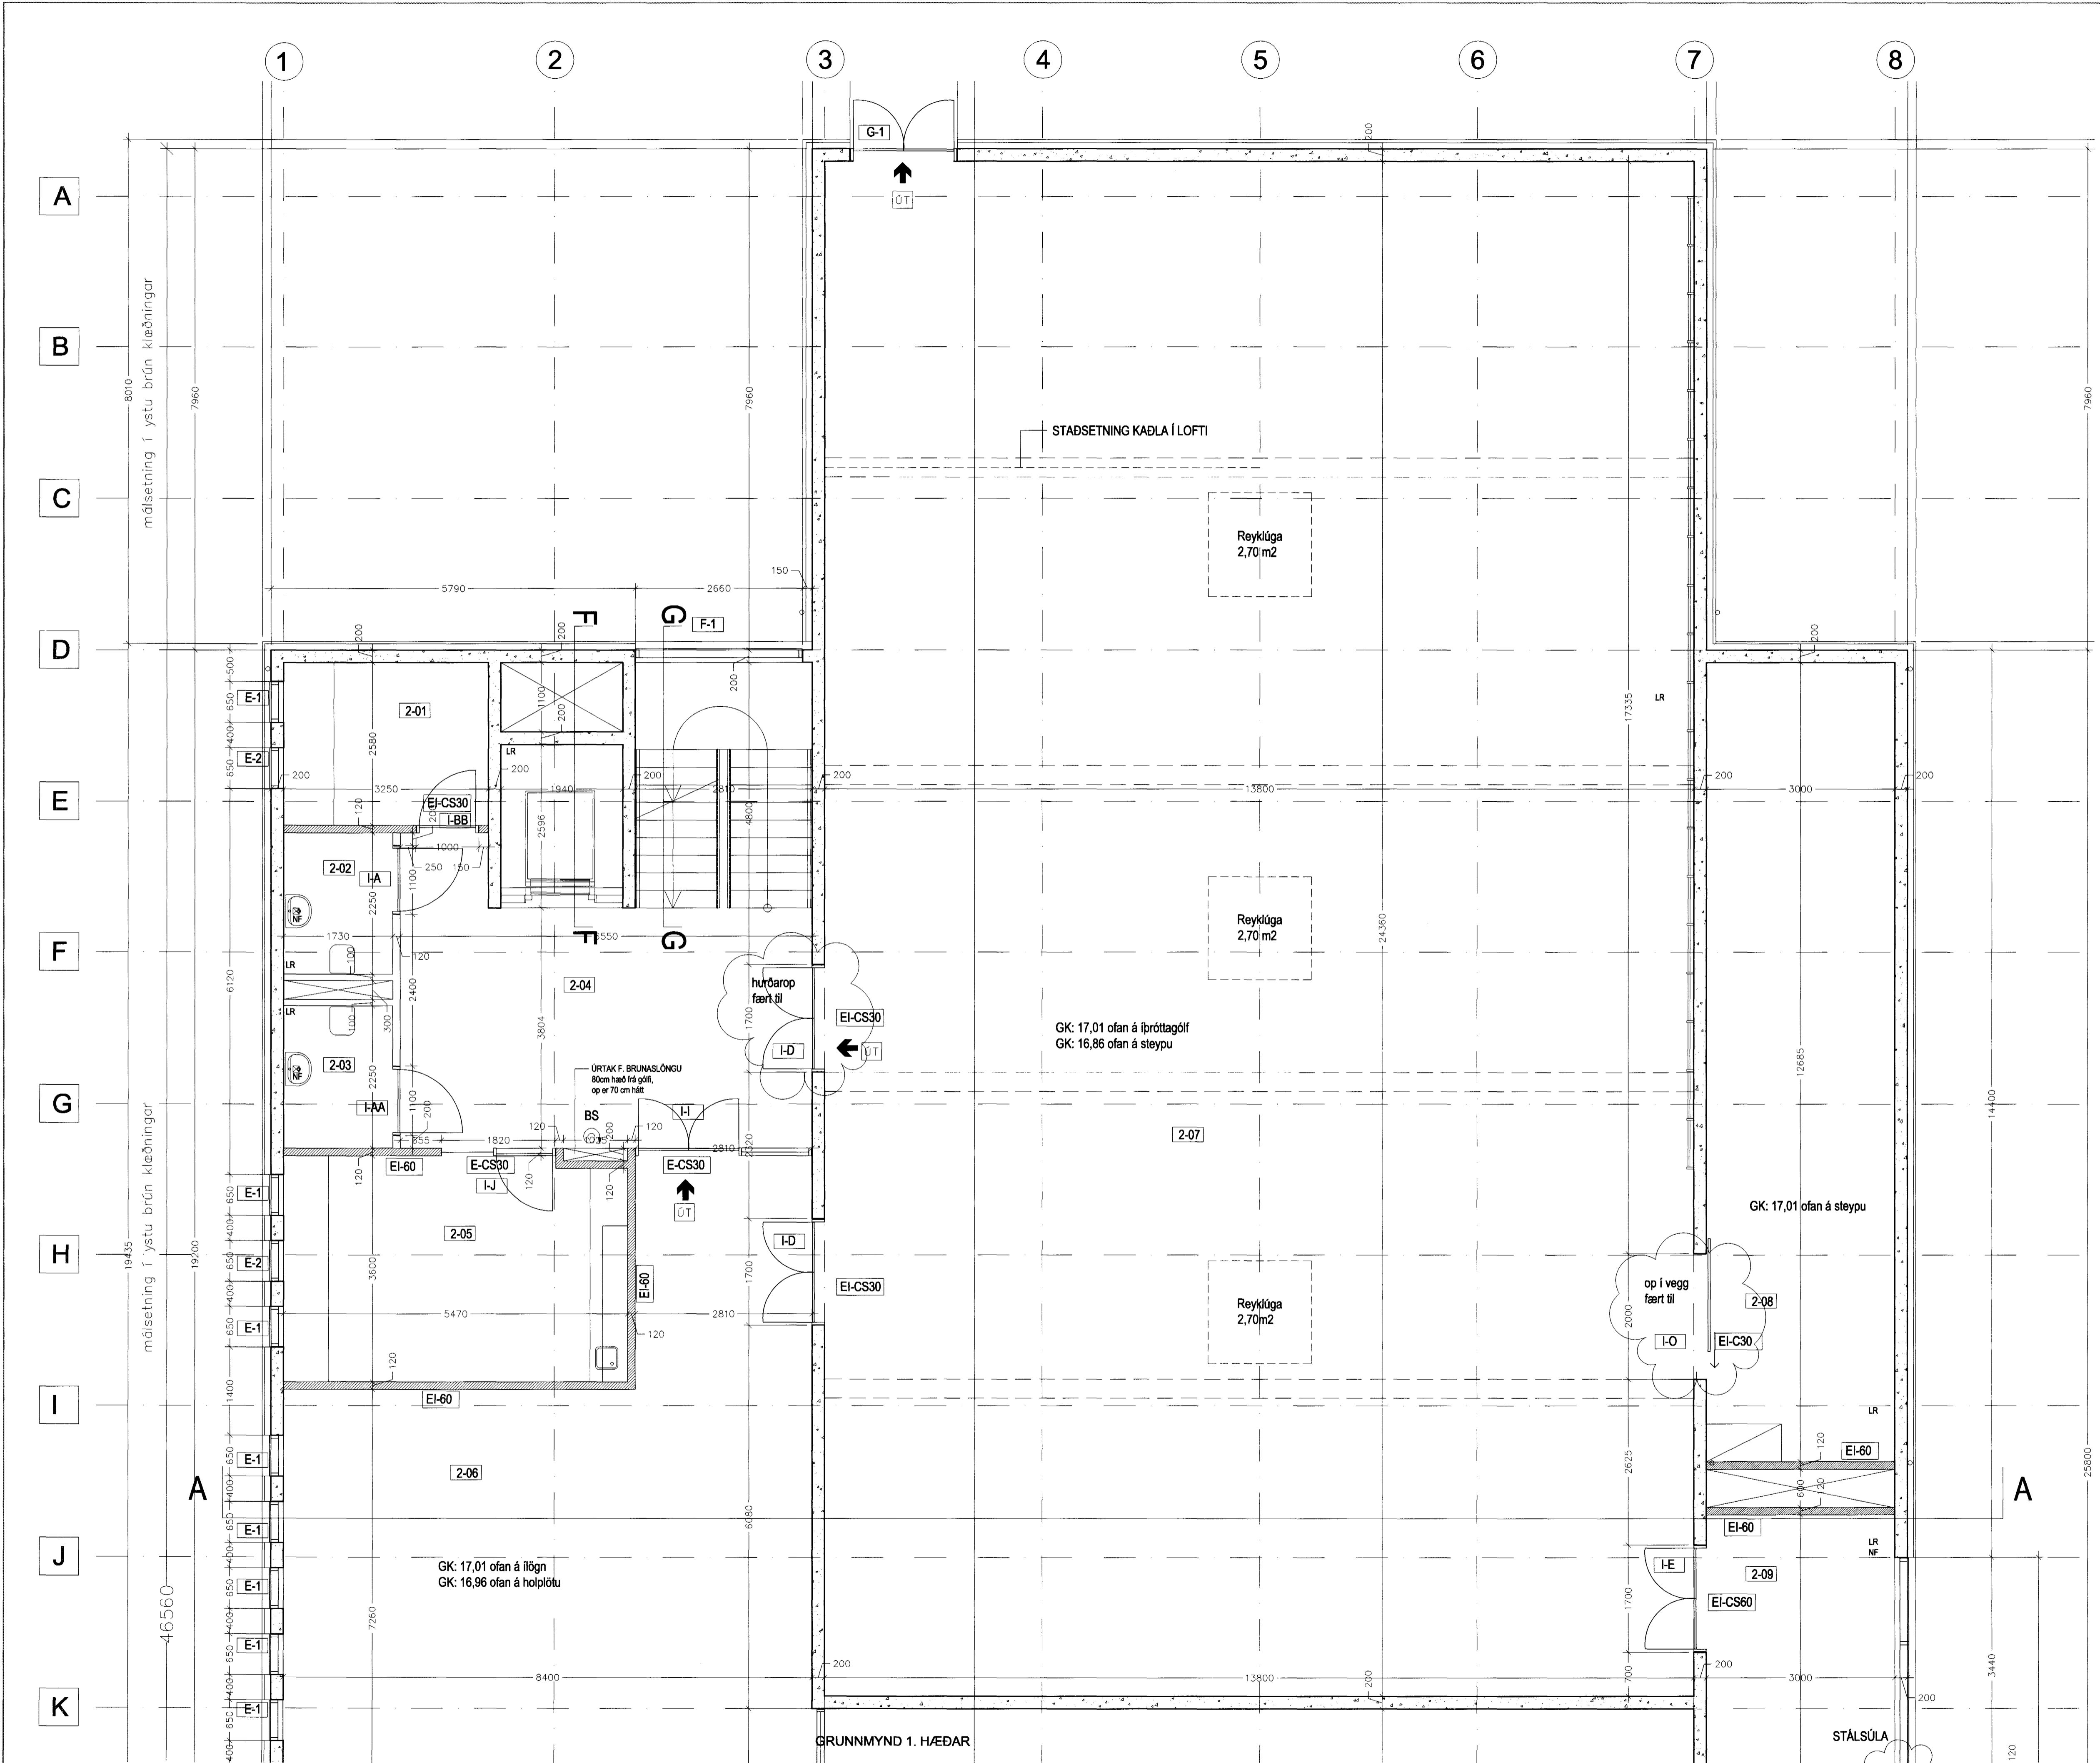 1
2
3
4
5
6
7
8
G-1
200
A
ÚT
B
8010
málsetning í ystu brún klæðningar
7960
7960
7960
STAÐSETNING KAÐLA Í LOFTI
C
Reyklúga
2,70 m2
150
5790
2660
F
G
F-1
D
200
200
200
200
500
E-1
650
2-01
1100
200
LR
17335
LR
400
2580
E-2
650
200
200
200
200
200
200
E
3250
1940
2810
13800
3000
EI-CS30
I-BB
120
200
2596
4800
1000
250
150
2-02
I-A
1100
2250
NF
Reyklúga
2,70 m2
24360
F
1730
5550
F
G
120
100
LR
6120
2-04
hurðarop
fært til
2400
LR
100
300
3804
1700
EI-CS30
GK: 17,01 ofan á íþróttagólf
GK: 16,86 ofan á steypu
I-D
ÚT
12685
2-03
NF
2250
ÚRTAK F. BRUNASLÖNGU
80cm hæð frá gólfi,
op er 70 cm hátt
G
I-AA
1100
200
BS
I-I
14400
málsetning í ystu brún klæðningar
120
200
120
855
1820
1025
2810
2320
2-07
EI-60
E-CS30
E-CS30
120
120
120
I-J
650
E-1
ÚT
GK: 17,01 ofan á steypu
2-05
400
H
19435
19200
650
E-2
3600
I-D
EI-60
1700
EI-CS30
op í vegg
fært til
400
2-08
5470
2810
Reyklúga
2,70m2
2000
650
E-1
120
I-O
EI-C30
120
1400
I
EI-60
LR
650
E-1
2-06
2625
EI-60
120
A
400
600
120
A
25800
650
E-1
6080
EI-60
J
400
LR
NF
GK: 17,01 ofan á ílögn
GK: 16,96 ofan á holplötu
I-E
2-09
650
E-1
46560
7260
1700
EI-CS60
400
650
E-1
400
8400
200
13800
200
700
200
3000
200
3440
K
650
E-1
400
GRUNNMYND 1. HÆÐAR
STÁLSÚLA
120